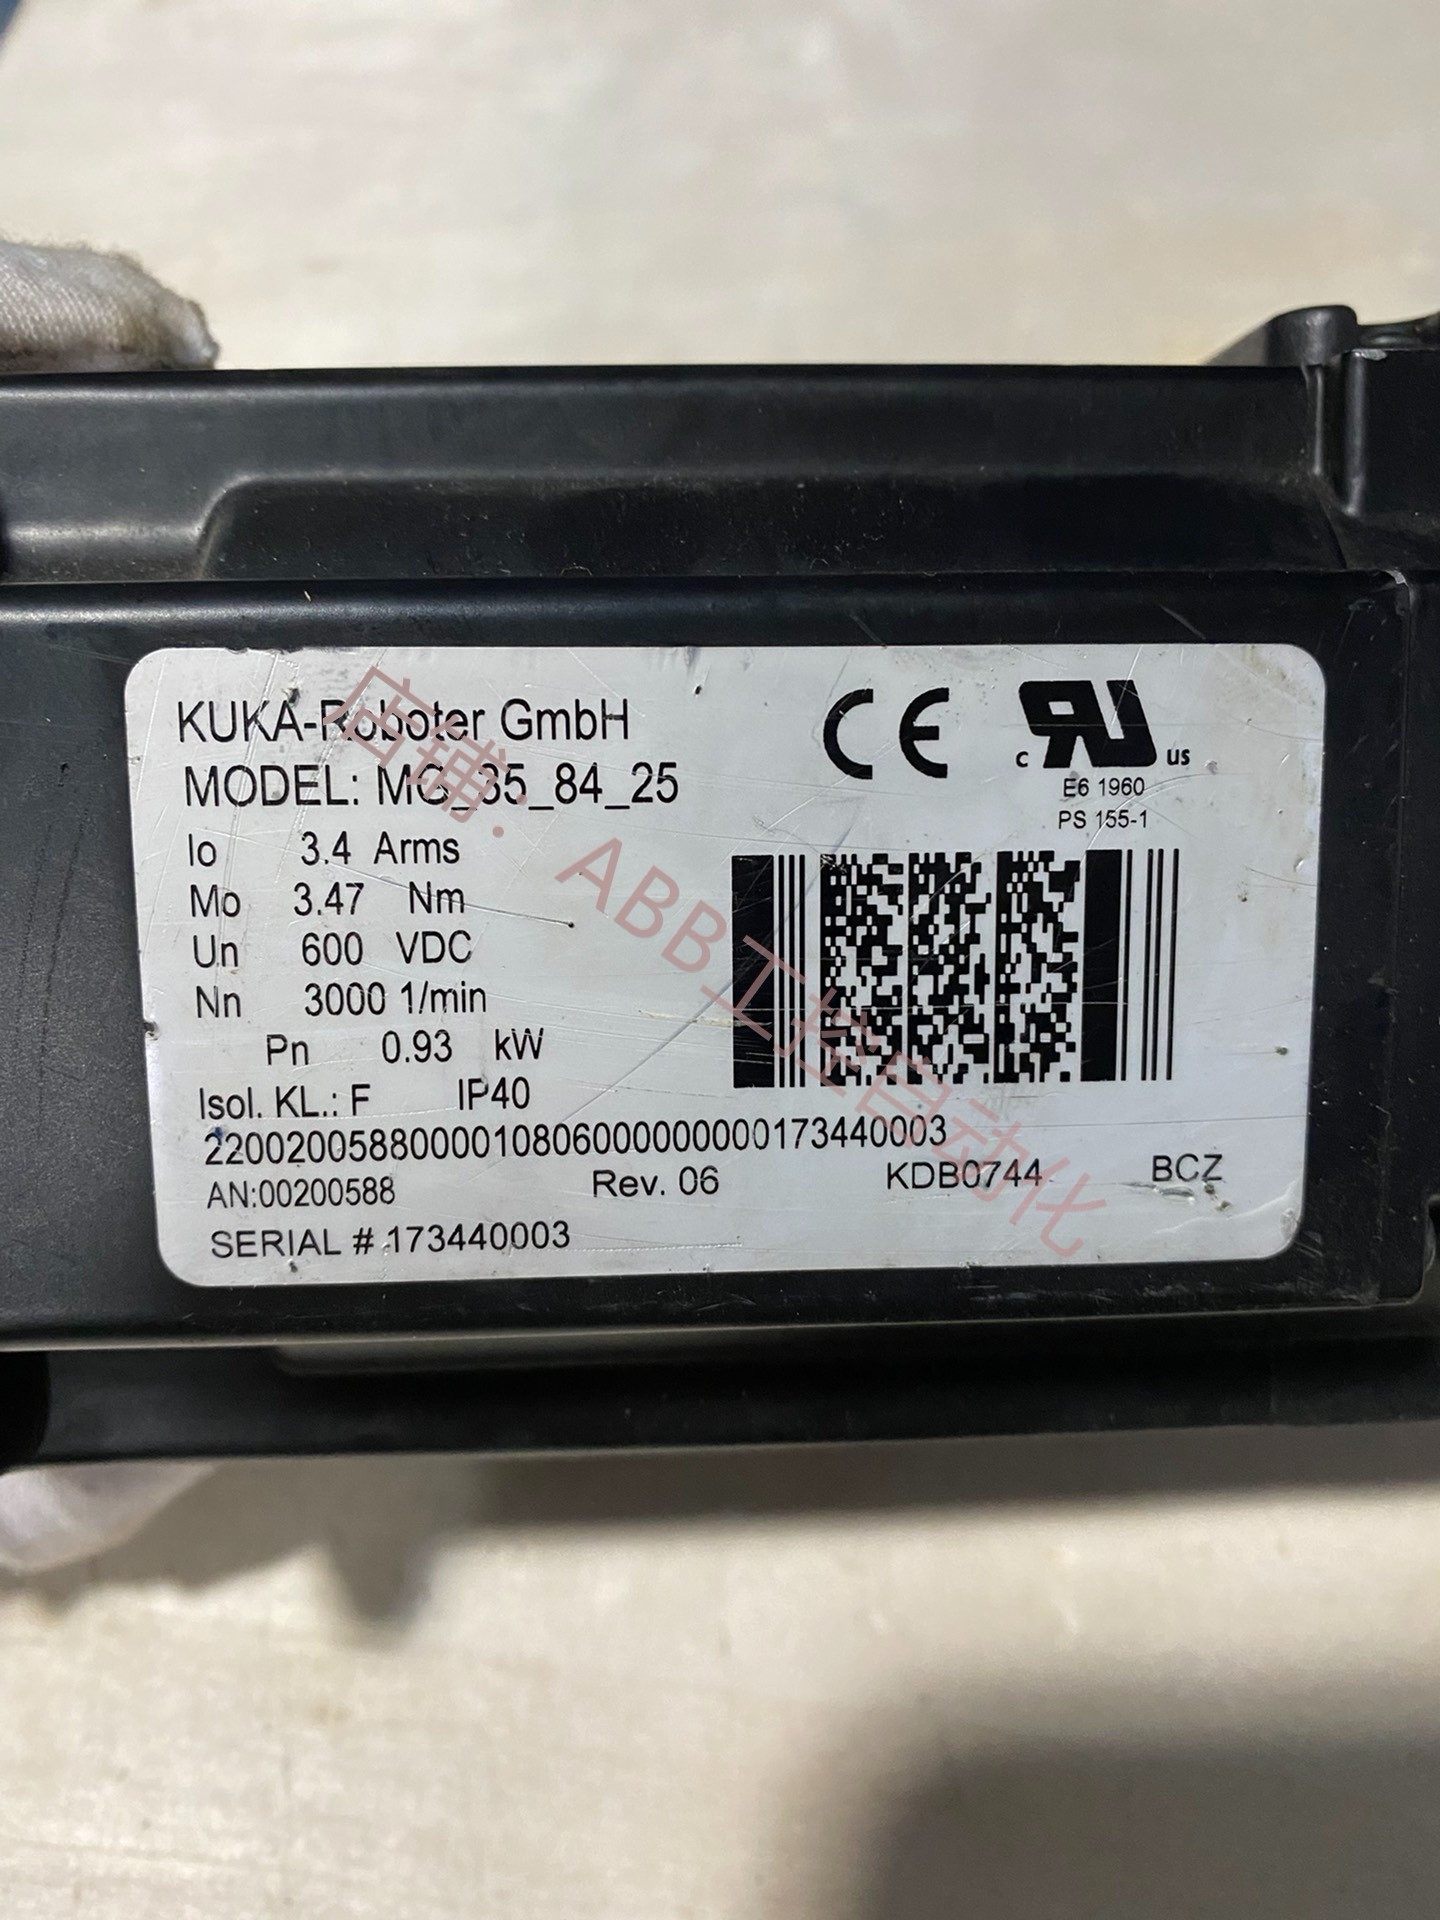 KUKA-Roboter GmbH
MODEL: MG_35_84_25
Io 3.4 Arms
Mo 3.47 Nm
Un 600 VDC
Nn 3000 1/min
Pn 0.93 kW
Isol. KL.: F IP40
220020058800001080600000000000173440003
AN:00200588 Rev. 06 KDB0744 BCZ
SERIAL # 173440003
CE
c RU us
E6 1960
PS 155-1
店铺：ABB工控自动化